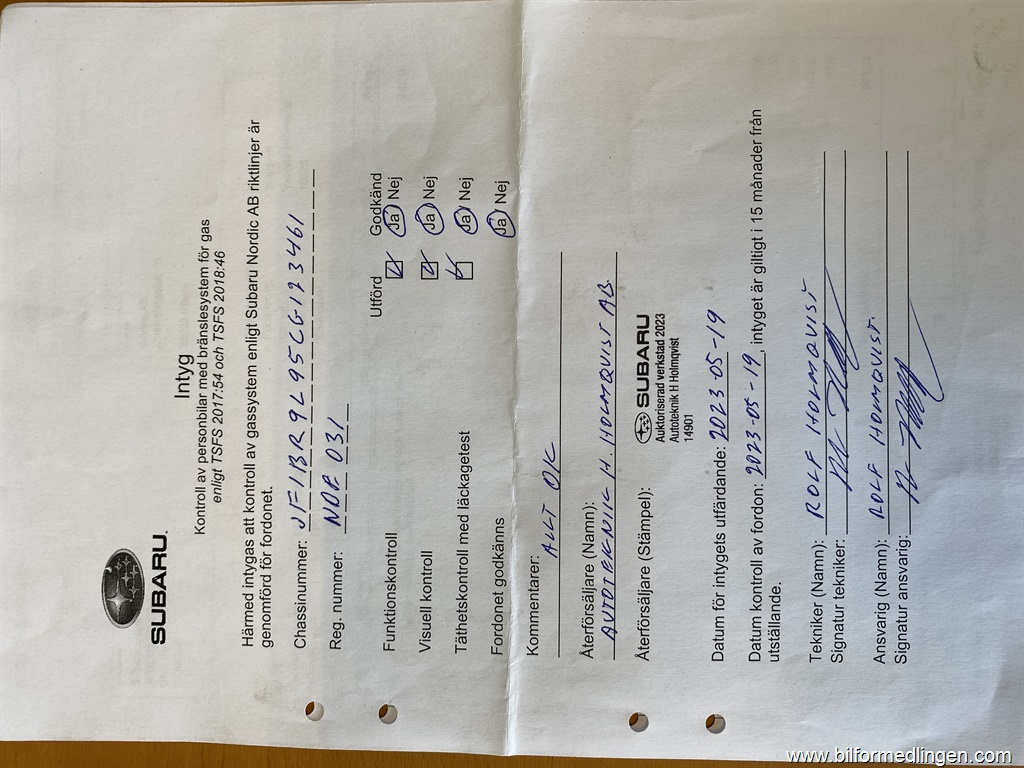 SUBARU
Intyg
Kontroll av personbilar med bränslesystem för gas
enligt TSFS 2017:54 och TSFS 2018:46
Härmed intygas att kontroll av gassystem enligt Subaru Nordic AB riktlinjer är
genomförd för fordonet.
Chassinummer: JF1BR9L95CG123461
Reg. nummer: NOE 031
Utförd Godkänd
Funktionskontroll Ja Nej
Visuell kontroll Ja Nej
Täthetskontroll med läckagetest Ja Nej
Fordonet godkänns Ja Nej
Kommentarer: ALLT OK
Återförsäljare (Namn):
AUTOTEKNIK H. HOLMQVIST AB
Återförsäljare (Stämpel):
SUBARU
Auktoriserad verkstad 2023
Autoteknik H Holmqvist
14901
Datum för intygets utfärdande: 2023-05-19
Datum kontroll av fordon: 2023-05-19, intyget är giltigt i 15 månader från
utställande.
Tekniker (Namn): ROLF HOLMQVIST
Signatur tekniker:
Ansvarig (Namn): ROLF HOLMQVIST
Signatur ansvarig:
www.bilformedlingen.com